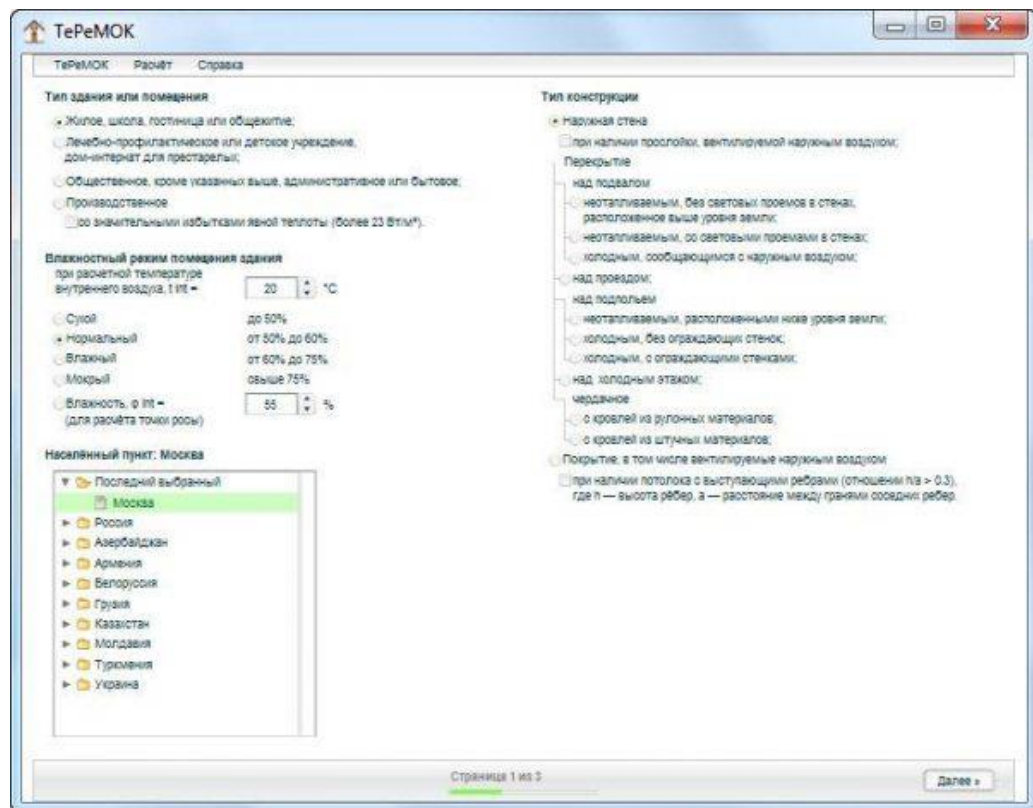 ТеРеМОК
ТеРеМОК Расчёт Справка
Тип здания или помещения
Жилое, школа, гостиница или общежитие;
Лечебно-профилактическое или детское учреждение,
дом-интернат для престарелых;
Общественное, кроме указанных выше, административное или бытовое;
Производственное
со значительными избытками явной теплоты (более 23 Вт/м³).
Влажностный режим помещения здания
при расчетной температуре
внутреннего воздуха, t int = 20 °C
Сухой до 50%
Нормальный от 50% до 60%
Влажный от 60% до 75%
Мокрый свыше 75%
Влажность, φ int = 55 %
(для расчёта точки росы)
Населённый пункт: Москва
Последний выбранный
Москва
Россия
Азербайджан
Армения
Белоруссия
Грузия
Казахстан
Молдавия
Туркмения
Украина
Тип конструкции
Наружная стена
при наличии прослойки, вентилируемой наружным воздухом;
Перекрытие
над подвалом
неотапливаемым, без световых проемов в стенах,
расположенное выше уровня земли;
неотапливаемым, со световыми проемами в стенах;
холодным, сообщающимся с наружным воздухом;
над проездом;
над подпольем
неотапливаемым, расположенными ниже уровня земли;
холодным, без ограждающих стенок;
холодным, с ограждающими стенками;
над холодным этажом;
чердачное
с кровлей из рулонных материалов;
с кровлей из штучных материалов;
Покрытие, в том числе вентилируемые наружным воздухом
при наличии потолка с выступающими ребрами (отношении h/a > 0.3),
где h — высота рёбер, a — расстояние между гранями соседних ребер.
Страница 1 из 3
Далее »